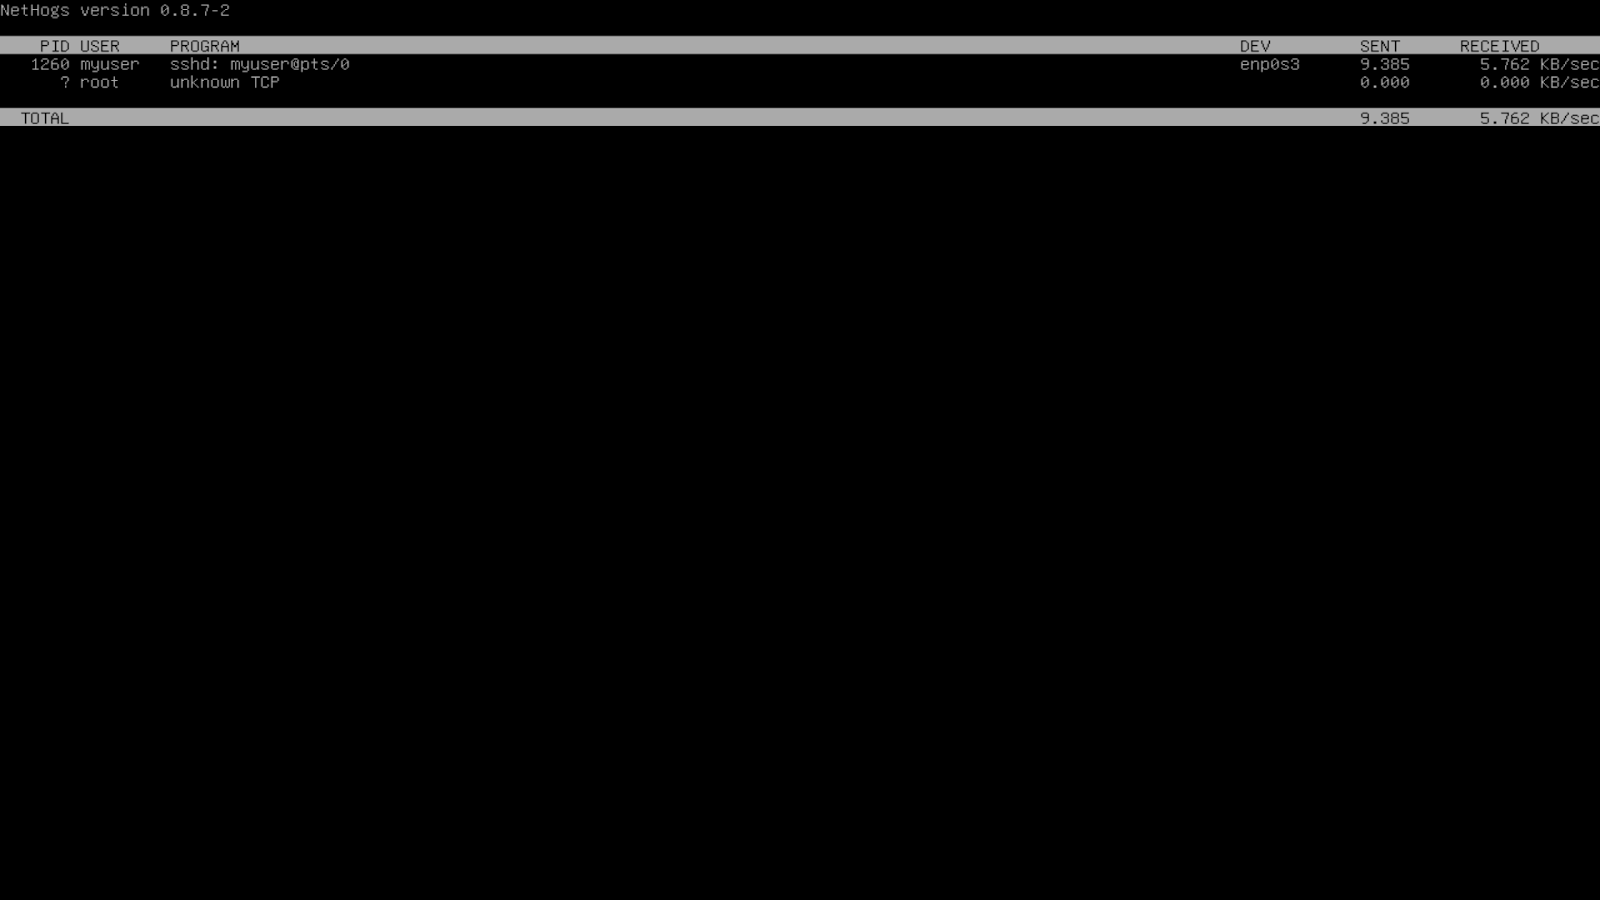 NetHogs version 0.8.7-2
PID USER PROGRAM DEV SENT RECEIVED
1260 myuser sshd: myuser@pts/0 enp0s3 9.385 5.762 KB/sec
? root unknown TCP 0.000 0.000 KB/sec
TOTAL 9.385 5.762 KB/sec